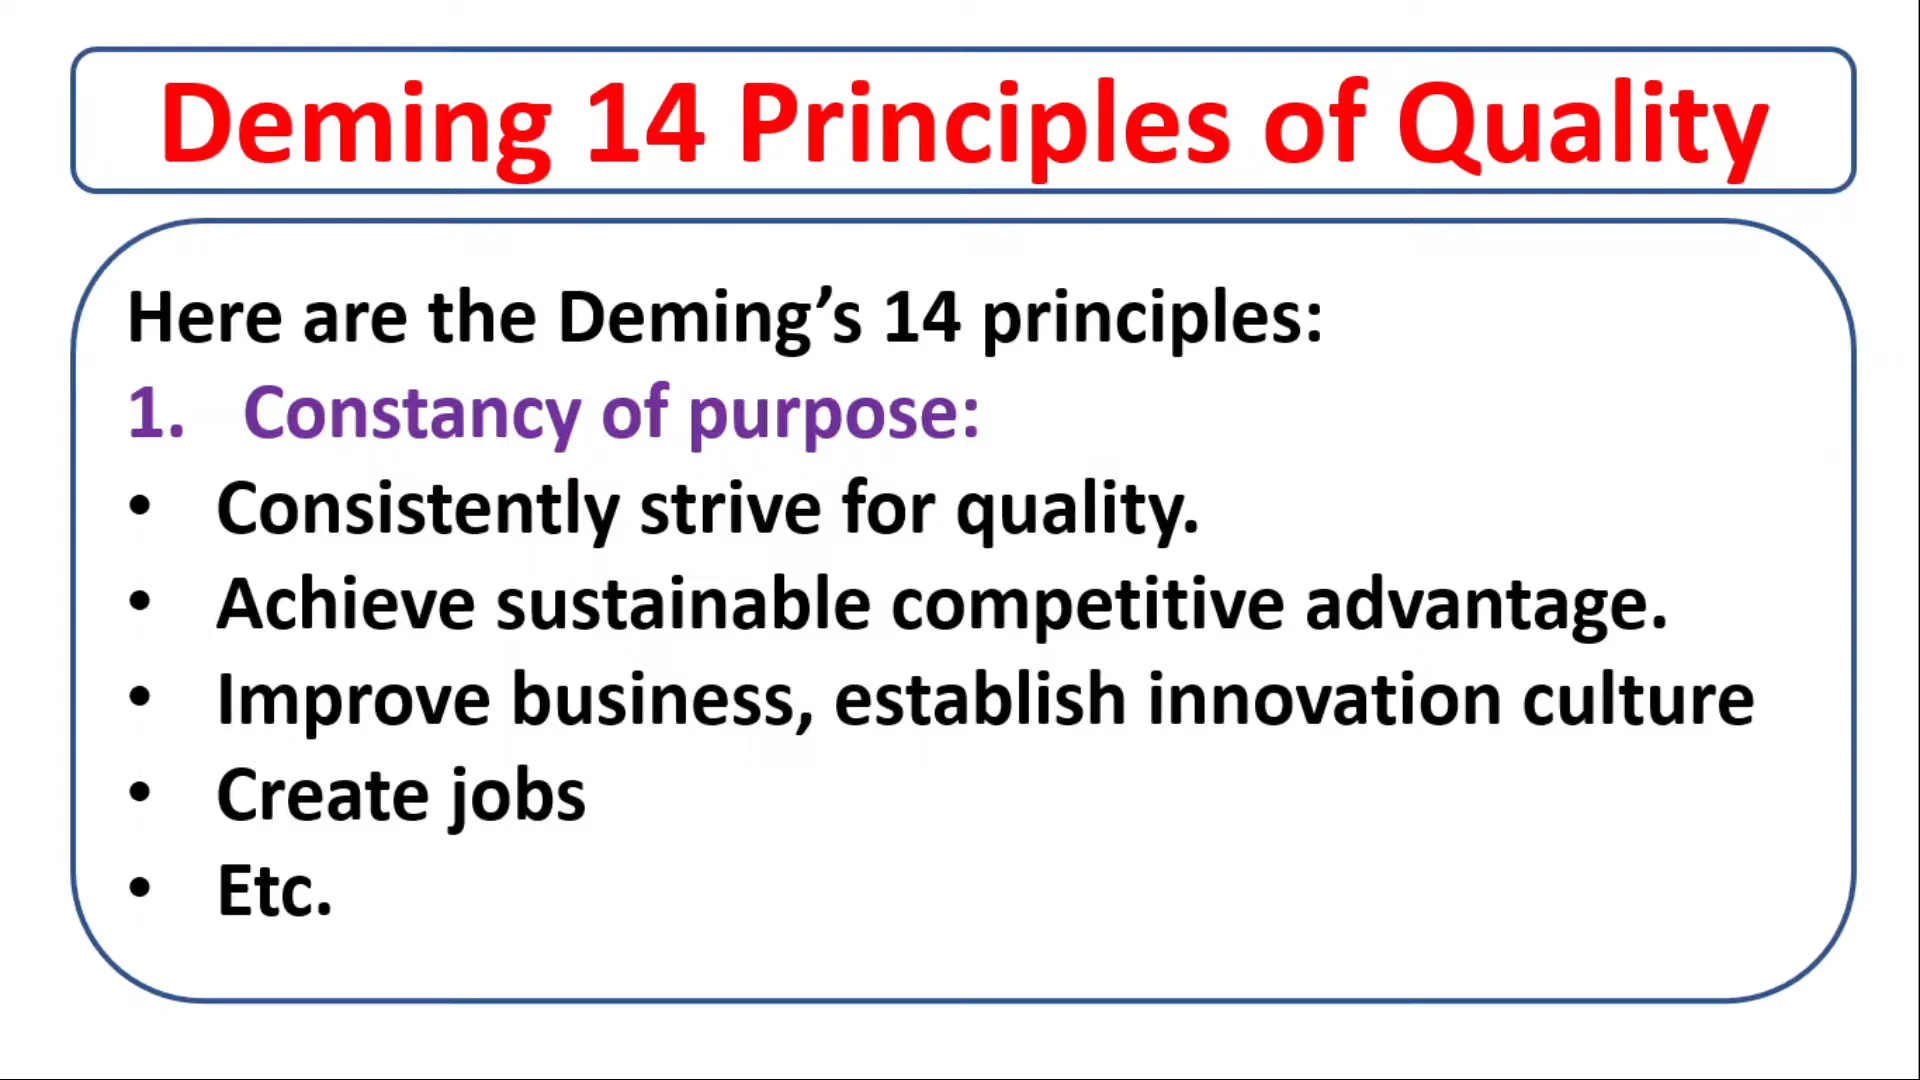 Deming 14 Principles of Quality
Here are the Deming’s 14 principles:
1. Constancy of purpose:
• Consistently strive for quality.
• Achieve sustainable competitive advantage.
• Improve business, establish innovation culture
• Create jobs
• Etc.